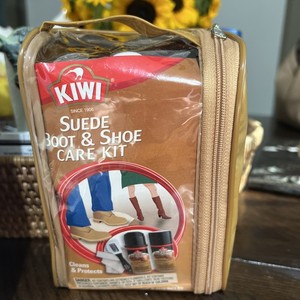 KIWI
SINCE 1906
SUEDE
BOOT & SHOE
CARE KIT
Cleans
& Protects